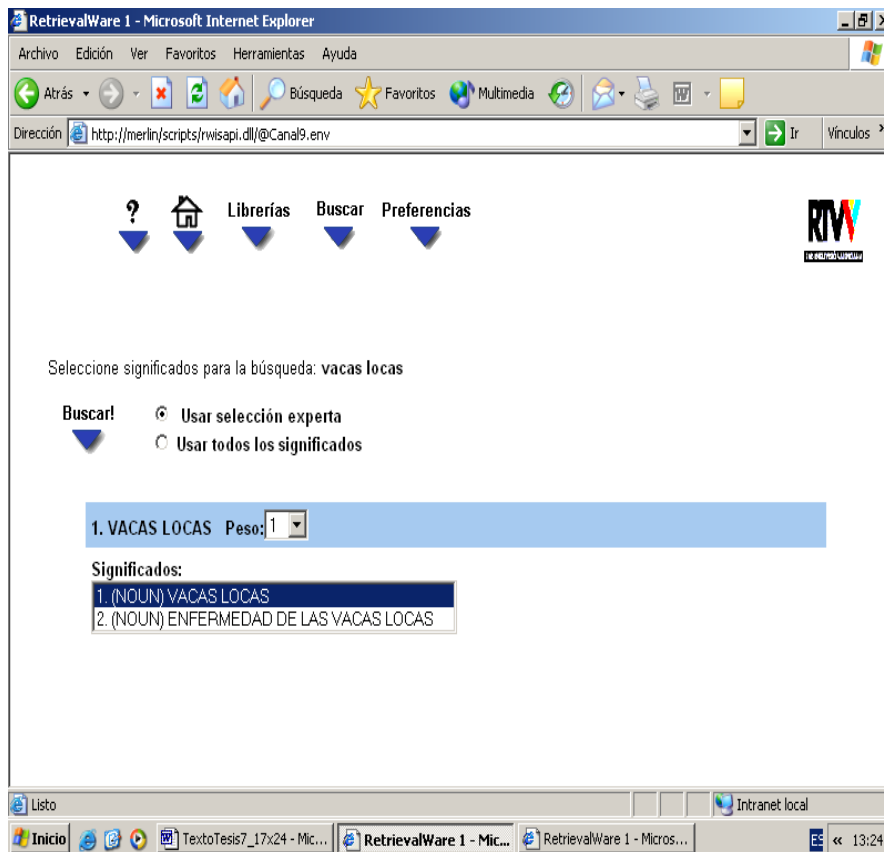 RetrievalWare 1 - Microsoft Internet Explorer
Archivo Edición Ver Favoritos Herramientas Ayuda
Atrás Búsqueda Favoritos Multimedia
Dirección http://merlin/scripts/rwisapi.dll/@Canal9.env Ir Vínculos
? Librerías Buscar Preferencias
RTVV
Seleccione significados para la búsqueda: vacas locas
Buscar! Usar selección experta
Usar todos los significados
1. VACAS LOCAS Peso: 1
Significados:
1. (NOUN) VACAS LOCAS
2. (NOUN) ENFERMEDAD DE LAS VACAS LOCAS
Listo Intranet local
Inicio TextoTesis7_17x24 - Mic... RetrievalWare 1 - Mic... RetrievalWare 1 - Micros... ES « 13:24